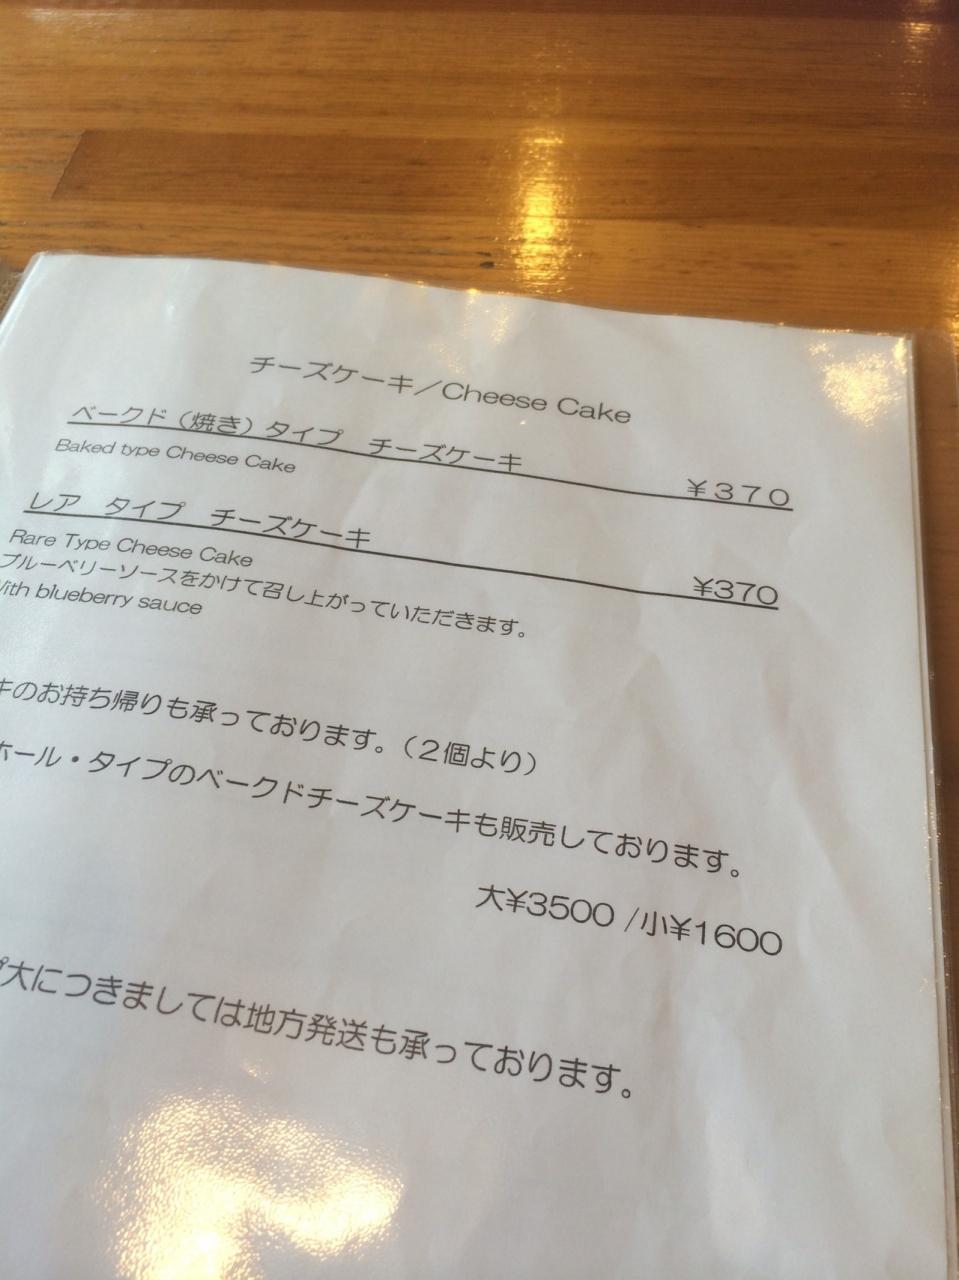 チーズケーキ／Cheese Cake
ベークド（焼き）タイプ　チーズケーキ　¥３７０
Baked type Cheese Cake
レア　タイプ　チーズケーキ　¥370
Rare Type Cheese Cake
ブルーベリーソースをかけて召し上がっていただきます。
With blueberry sauce
キのお持ち帰りも承っております。（２個より）
ホール・タイプのベークドチーズケーキも販売しております。
大¥3500 /小¥1600
プ大につきましては地方発送も承っております。